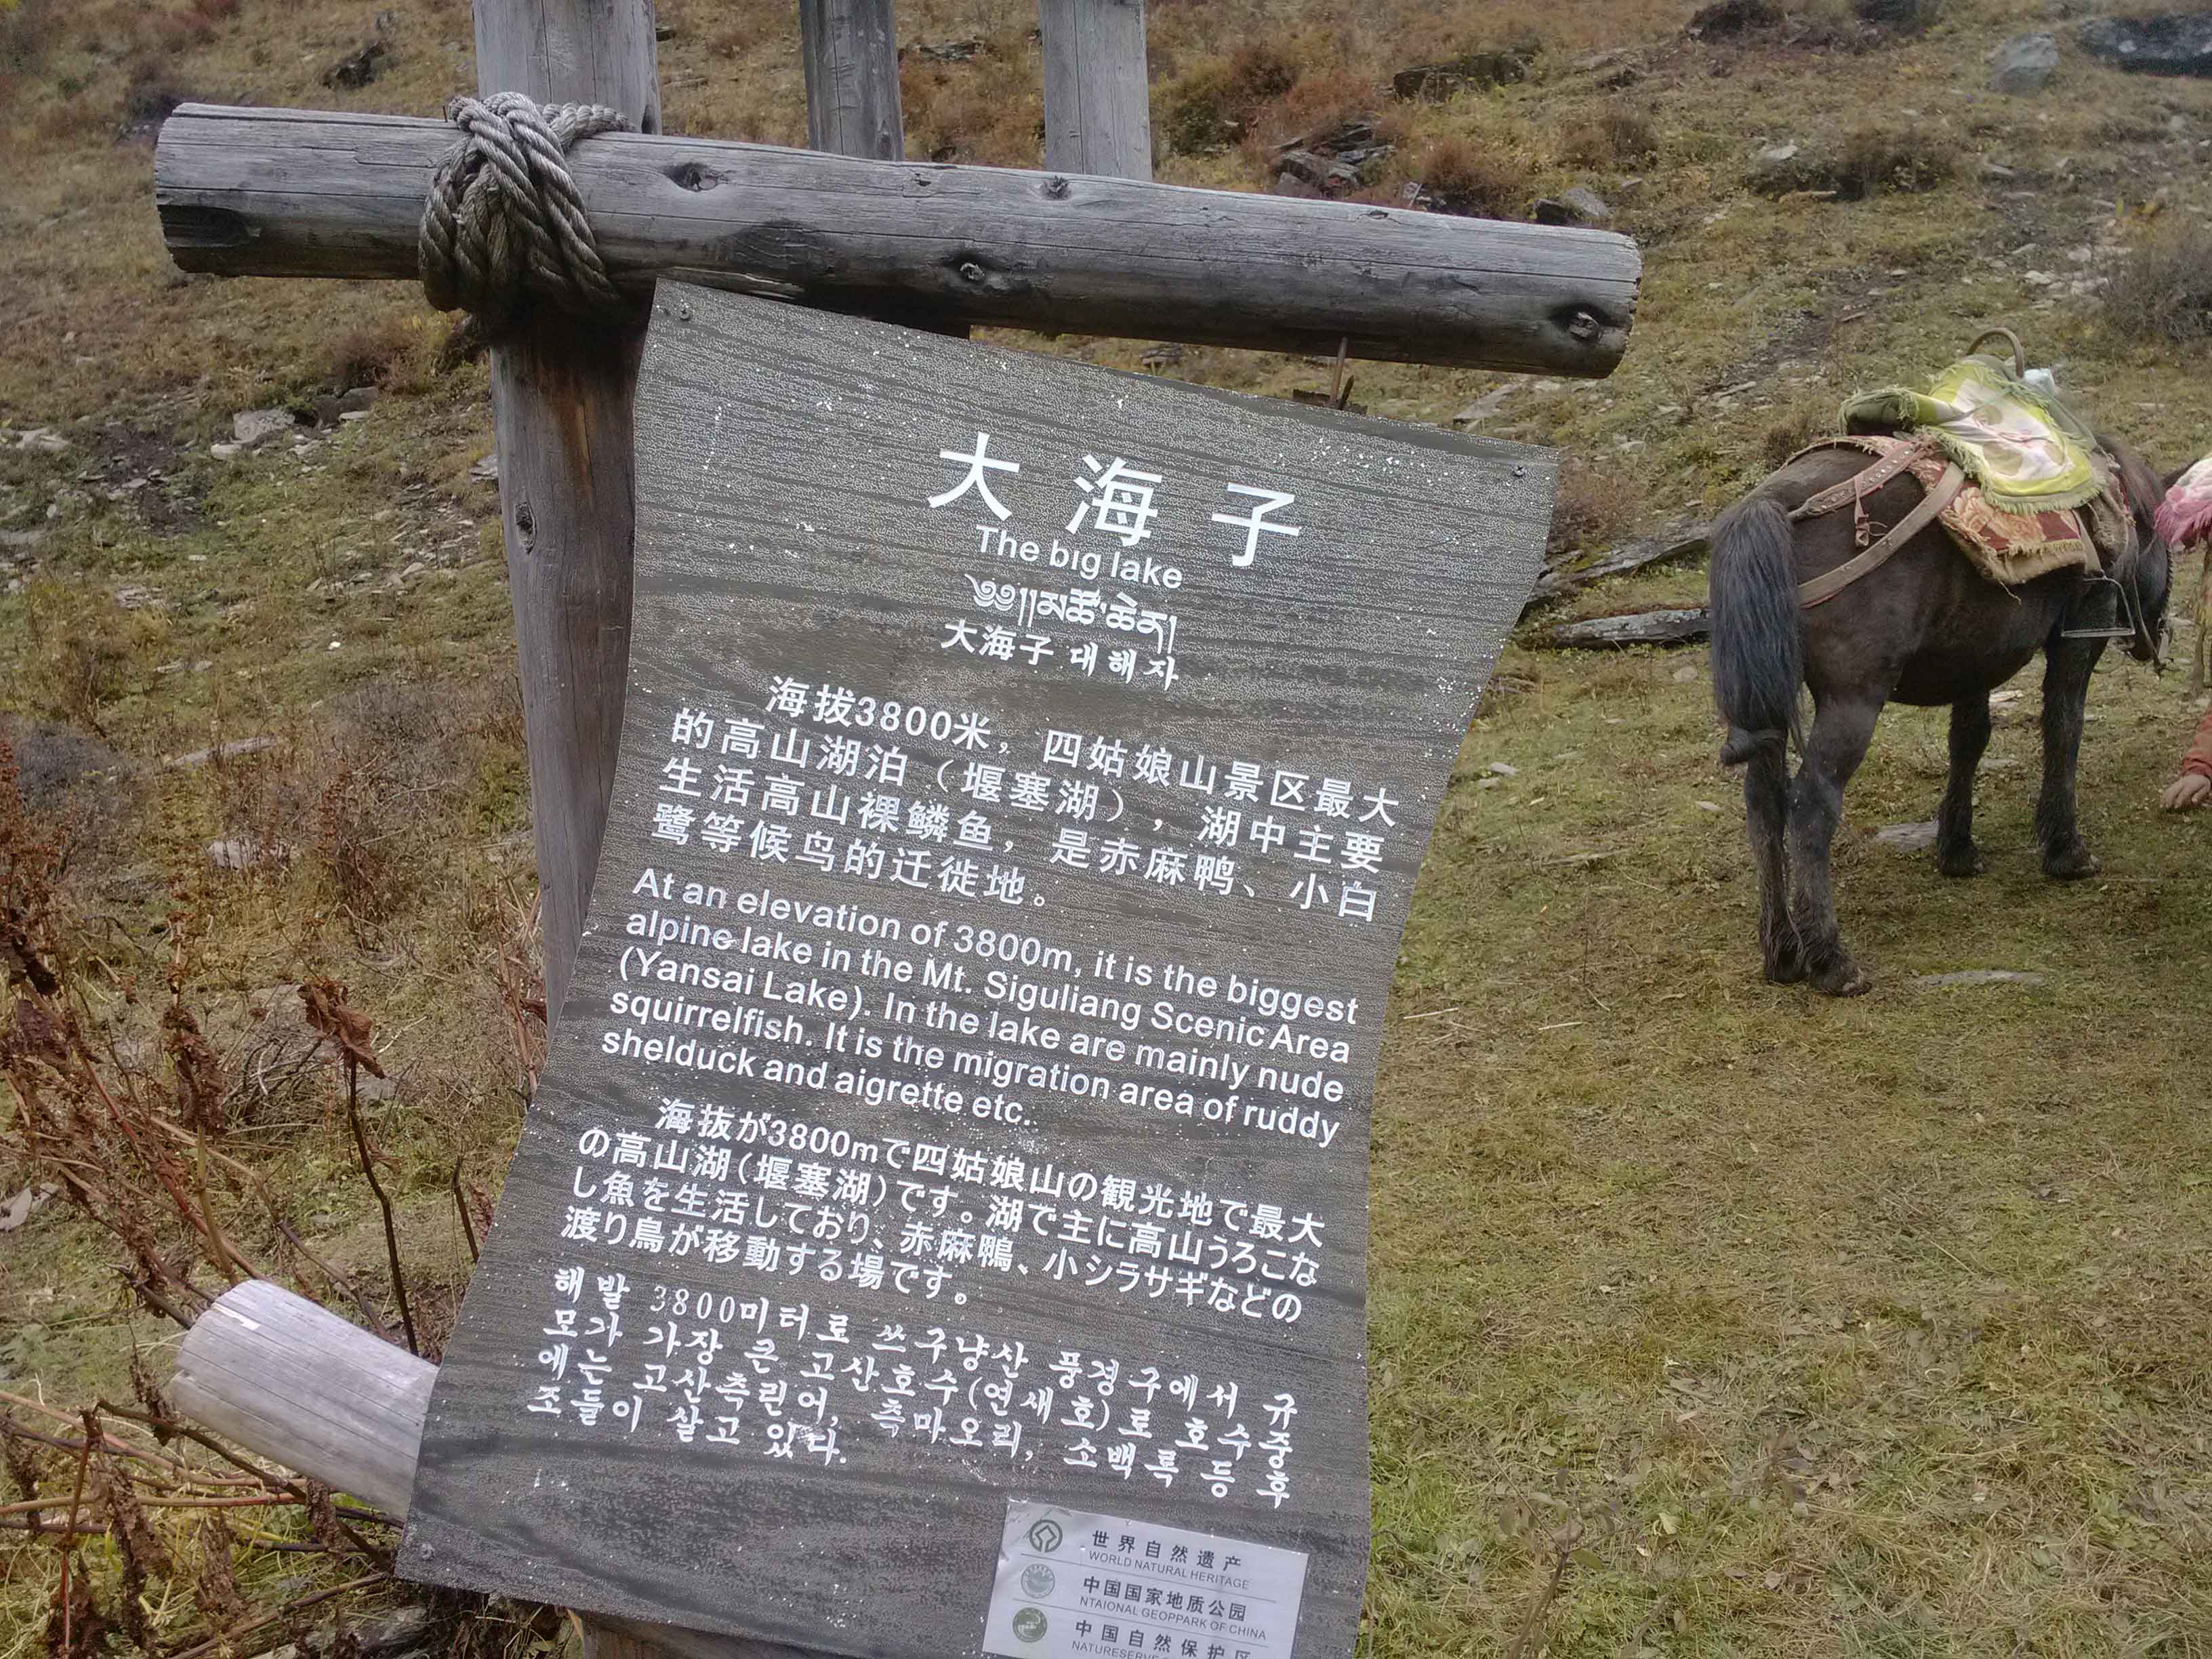 大海子
The big lake
༄༅།།མཚོ་ཆེན།
大海子 대해자
海拔3800米，四姑娘山景区最大
的高山湖泊（堰塞湖），湖中主要
生活高山裸鳞鱼，是赤麻鸭、小白
鹭等候鸟的迁徙地。
At an elevation of 3800m, it is the biggest
alpine lake in the Mt. Siguliang Scenic Area
(Yansai Lake). In the lake are mainly nude
squirrelfish. It is the migration area of ruddy
shelduck and aigrette etc.
海抜が3800mで四姑娘山の観光地で最大
の高山湖(堰塞湖)です。湖で主に高山うろこな
し魚を生活しており、赤麻鴨、小シラサギなどの
渡り鳥が移動する場です。
해발 3800미터로 쓰구냥산 풍경구에서 규
모가 가장 큰 고산호수(연새호)로 호수중
에는 고산측린어, 측마오리, 소백록 등 후
조들이 살고 있다.
世界自然遗产
WORLD NATURAL HERITAGE
中国国家地质公园
NTAIONAL GEOPPARK OF CHINA
中国自然保护区
NATURESERVE